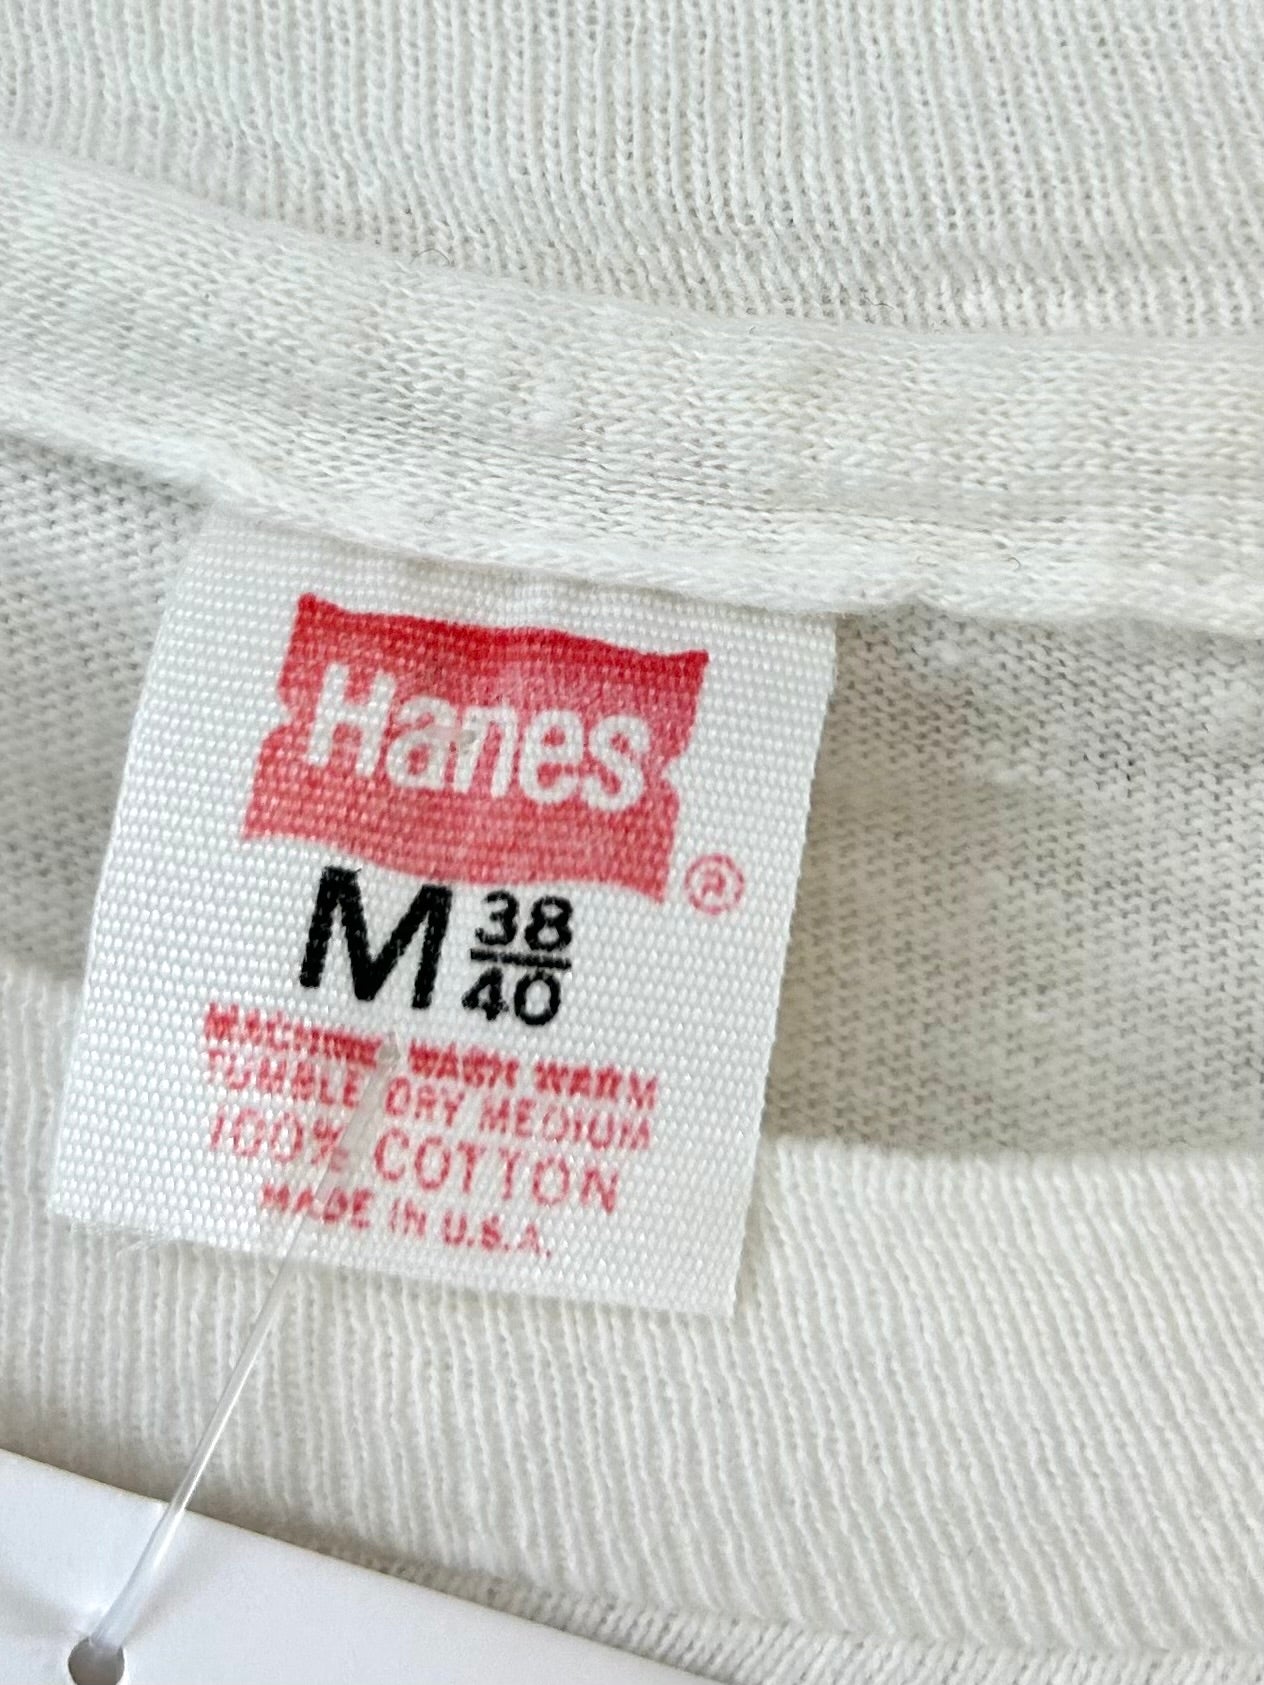 Hanes
®
M 38/40
MACHINE WASH WARM
TUMBLE DRY MEDIUM
100% COTTON
MADE IN U.S.A.